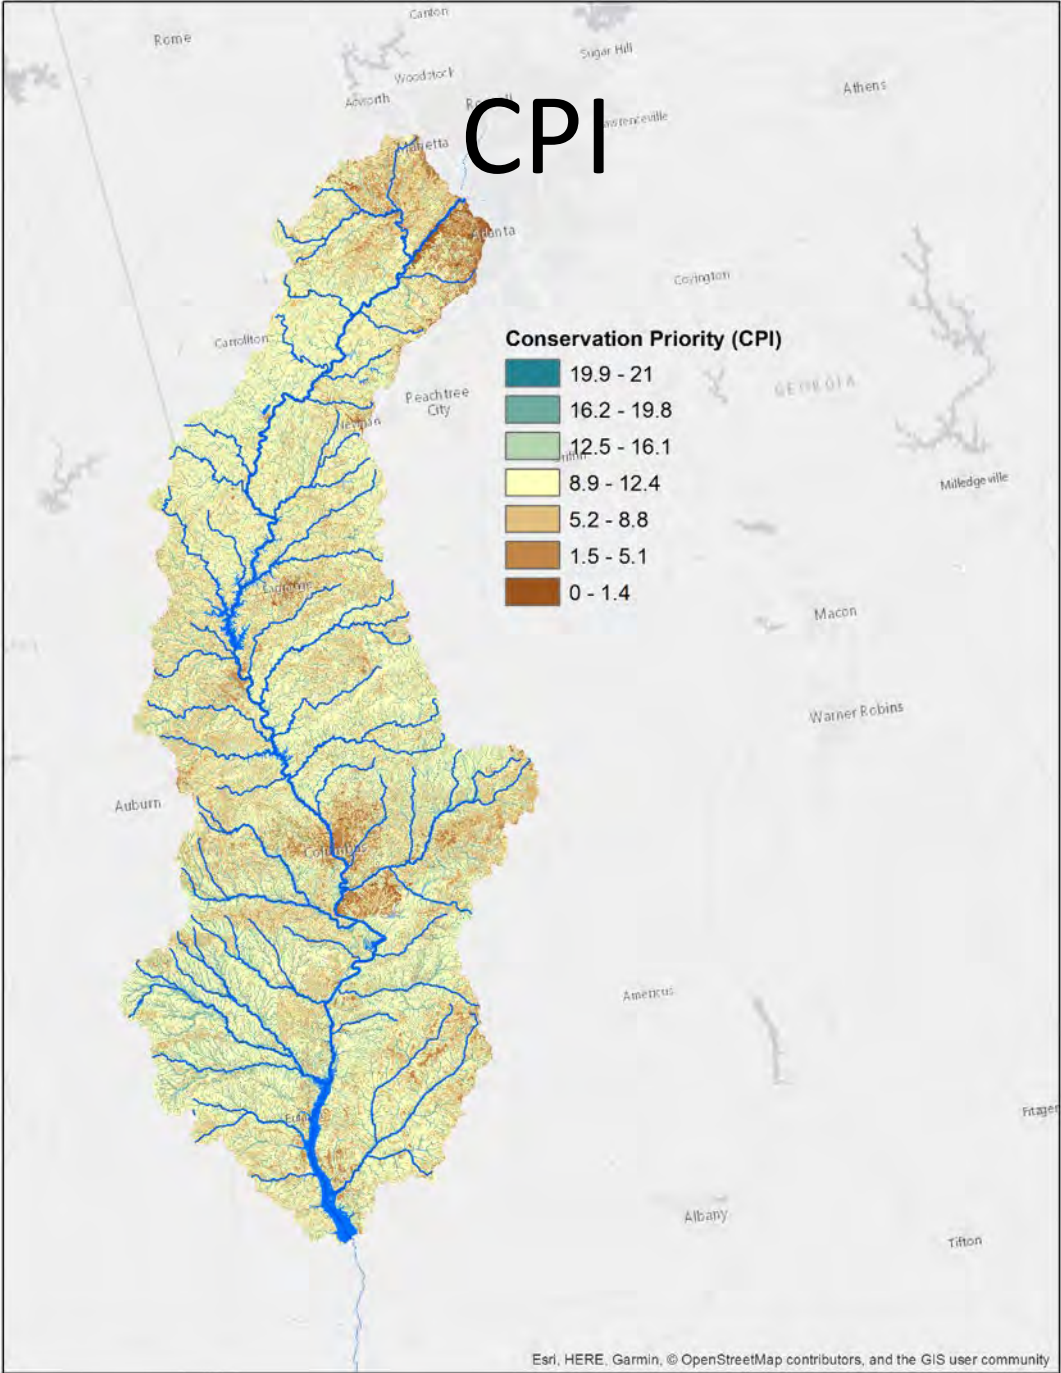 Canton
Rome
Sugar Hill
Woodstock
Acworth
Athens
CPI
Marietta
Atlanta
Covington
Conservation Priority (CPI)
Carrollton
19.9 - 21
GEORGIA
Peachtree
City
16.2 - 19.8
Newnan
12.5 - 16.1
8.9 - 12.4
Milledgeville
5.2 - 8.8
1.5 - 5.1
0 - 1.4
Macon
Warner Robins
Auburn
Columbus
Americus
Albany
Tifton
Esri, HERE, Garmin, © OpenStreetMap contributors, and the GIS user community